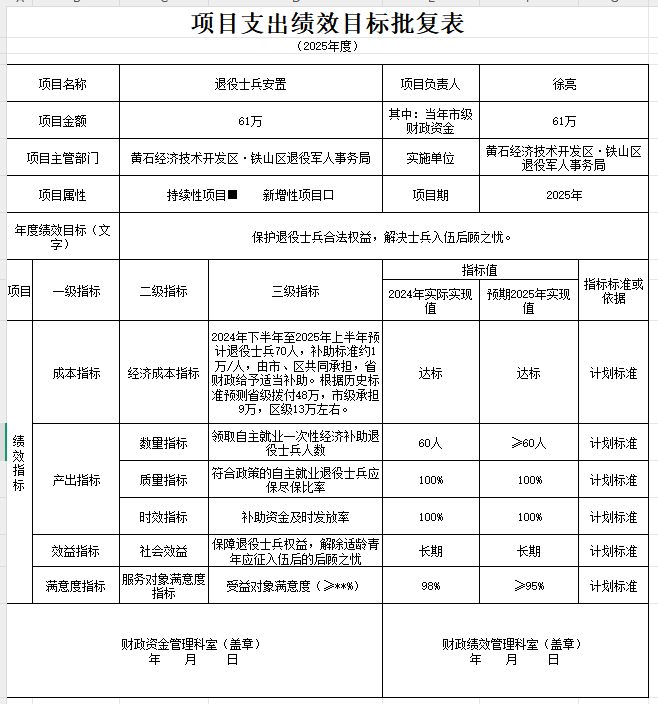 项目支出绩效目标批复表
（2025年度）
项目名称 退役士兵安置 项目负责人 徐亮
项目金额 61万 其中：当年市级财政资金 61万
项目主管部门 黄石经济技术开发区·铁山区退役军人事务局 实施单位 黄石经济技术开发区·铁山区退役军人事务局
项目属性 持续性项目■ 新增性项目口 项目期 2025年
年度绩效目标（文字） 保护退役士兵合法权益，解决士兵入伍后顾之忧。
项目 一级指标 二级指标 三级指标 指标值 指标标准或依据
2024年实际实现值 预期2025年实现值
绩效指标
成本指标 经济成本指标 2024年下半年至2025年上半年预计退役士兵70人，补助标准约1万/人，由市、区共同承担，省财政给予适当补助。根据历史标准预测省级拨付48万，市级承担9万，区级13万左右。 达标 达标 计划标准
产出指标 数量指标 领取自主就业一次性经济补助退役士兵人数 60人 ≥60人 计划标准
质量指标 符合政策的自主就业退役士兵应保尽保比率 100% 100% 计划标准
时效指标 补助资金及时发放率 100% 100% 计划标准
效益指标 社会效益 保障退役士兵权益，解除适龄青年应征入伍后的后顾之忧 长期 长期 计划标准
满意度指标 服务对象满意度指标 受益对象满意度（≥**%） 98% ≥95% 计划标准
财政资金管理科室（盖章） 财政绩效管理科室（盖章）
年 月 日 年 月 日